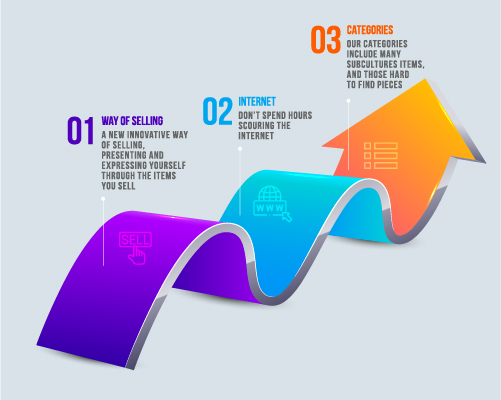 03 CATEGORIES
OUR CATEGORIES
INCLUDE MANY
SUBCULTURES ITEMS,
AND THOSE HARD
TO FIND PIECES
02 INTERNET
DON'T SPEND HOURS
SCOURING THE
INTERNET
01 WAY OF SELLING
A NEW INNOVATIVE WAY
OF SELLING,
PRESENTING AND
EXPRESSING YOURSELF
THROUGH THE ITEMS
YOU SELL
SELL
WWW